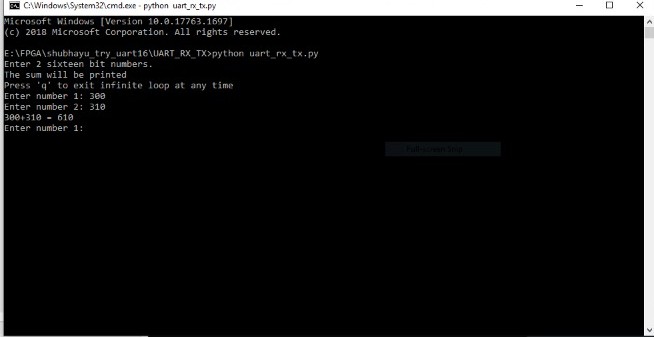 C:\Windows\System32\cmd.exe - python uart_rx_tx.py
Microsoft Windows [Version 10.0.17763.1697]
(c) 2018 Microsoft Corporation. All rights reserved.
E:\FPGA\shubhayu_try_uart16\UART_RX_TX>python uart_rx_tx.py
Enter 2 sixteen bit numbers.
The sum will be printed
Press 'q' to exit infinite loop at any time
Enter number 1: 300
Enter number 2: 310
300+310 = 610
Enter number 1: